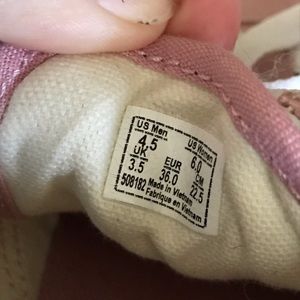 US Men US Women
4.5 6.0
UK EUR CM
3.5 36.0 22.5
508182 Made in Vietnam
Fabriqué en Vietnam